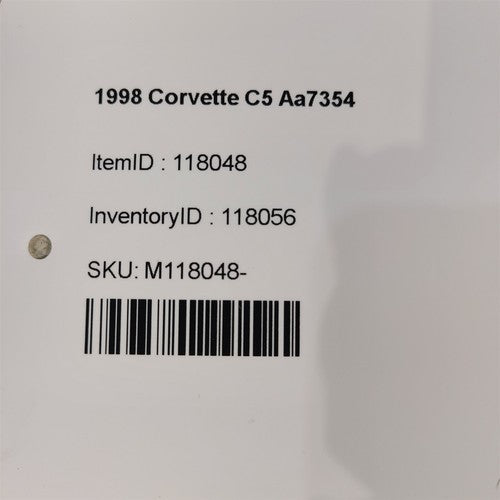 1998 Corvette C5 Aa7354
ItemID : 118048
InventoryID : 118056
SKU: M118048-